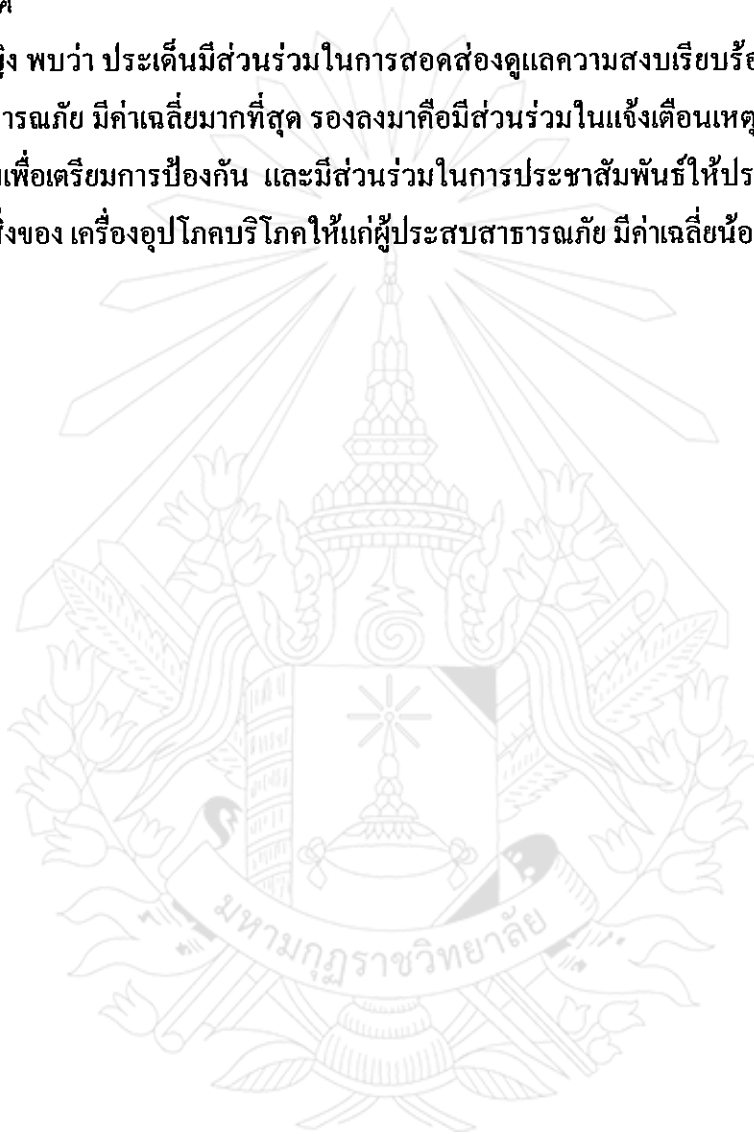 พบว่า ประเด็นมีส่วนร่วมในการสอดส่องดูแลความสงบเรียบร้อ
ารณภัย มีค่าเฉลี่ยมากที่สุด รองลงมาคือมีส่วนร่วมในแจ้งเตือนเหตุ
เพื่อเตรียมการป้องกัน และมีส่วนร่วมในการประชาสัมพันธ์ให้ประ
สิ่งของ เครื่องอุปโภคบริโภคให้แก่ผู้ประสบสาธารณภัย มีค่าเฉลี่ยน้อ
มหามกุฏราชวิทยาลัย